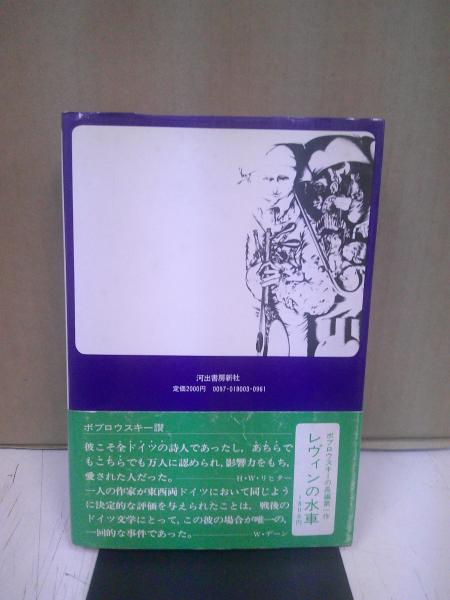 河出書房新社
定価2000円 0097-018003-0961
ボブロウスキー讃
彼こそ全ドイツの詩人であったし，あちらで
もこちらでも万人に認められ，影響力をもち，
愛された人だった。 H・W・リヒター
一人の作家が東西両ドイツにおいて同じよう
に決定的な評価を与えられたことは，戦後の
ドイツ文学にとって，この彼の場合が唯一の，
一回的な事件であった。 W・デーン
ボブロウスキーの長編第一作
レヴィンの水車